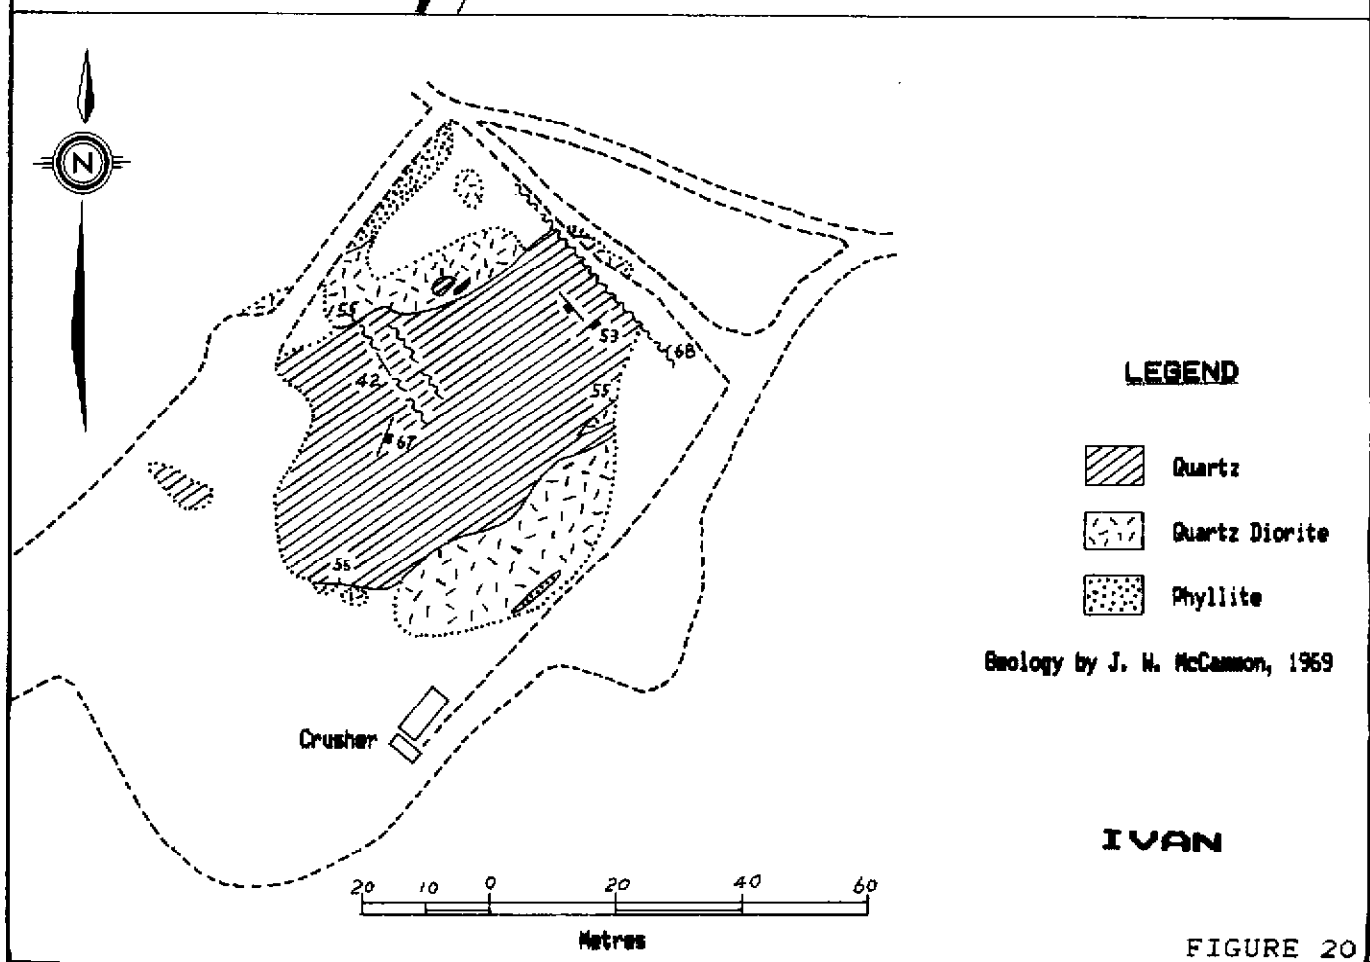 N
55
53
68
42
55
67
55
Crusher
LEGEND
Quartz
Quartz Diorite
Phyllite
Geology by J. W. McCammon, 1969
IVAN
20 10 0 20 40 60
Metres
FIGURE 20